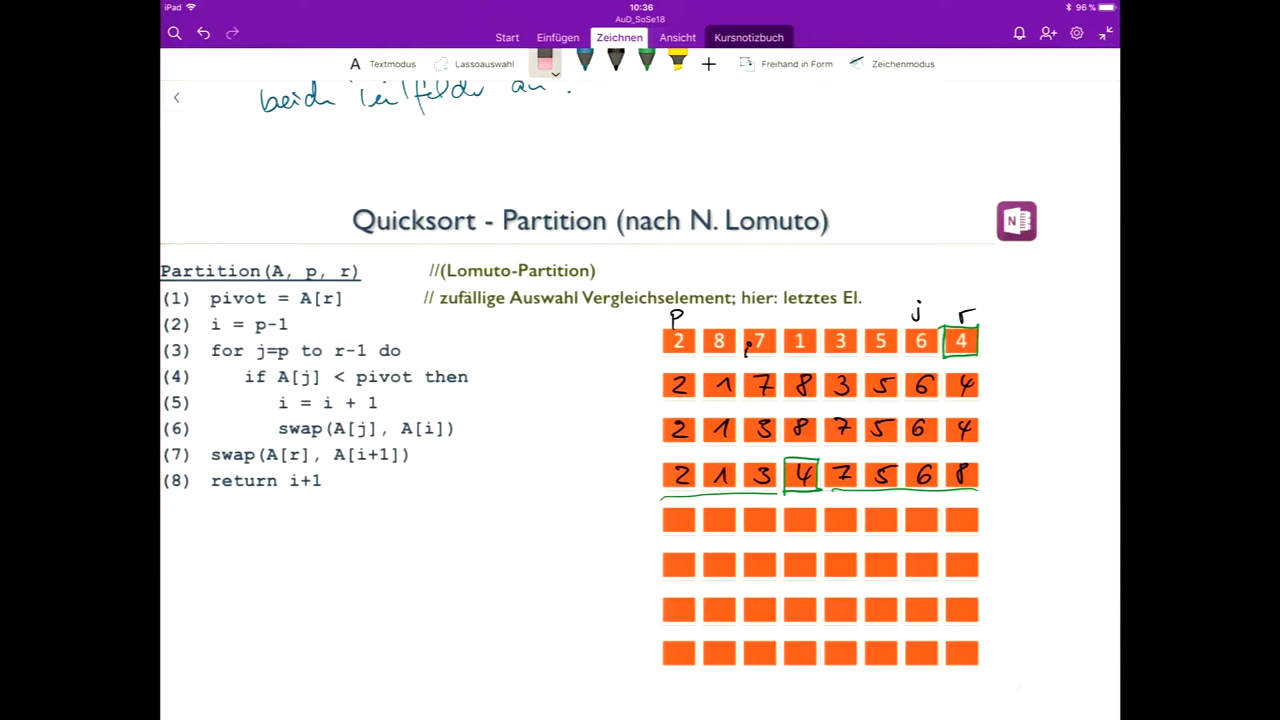 iPad 10:36 96 %
AuD_SoSe18
Start Einfügen Zeichnen Ansicht Kursnotizbuch
A Textmodus Lassoauswahl Freihand in Form Zeichenmodus
beide Teilfelder an.
Quicksort - Partition (nach N. Lomuto)
N
Partition(A, p, r) //(Lomuto-Partition)
(1) pivot = A[r] // zufällige Auswahl Vergleichselement; hier: letztes El.
(2) i = p-1
(3) for j=p to r-1 do
(4) if A[j] < pivot then
(5) i = i + 1
(6) swap(A[j], A[i])
(7) swap(A[r], A[i+1])
(8) return i+1
p j r
2 8 i 7 1 3 5 6 4
2 1 7 8 3 5 6 4
2 1 3 8 7 5 6 4
2 1 3 4 7 5 6 8